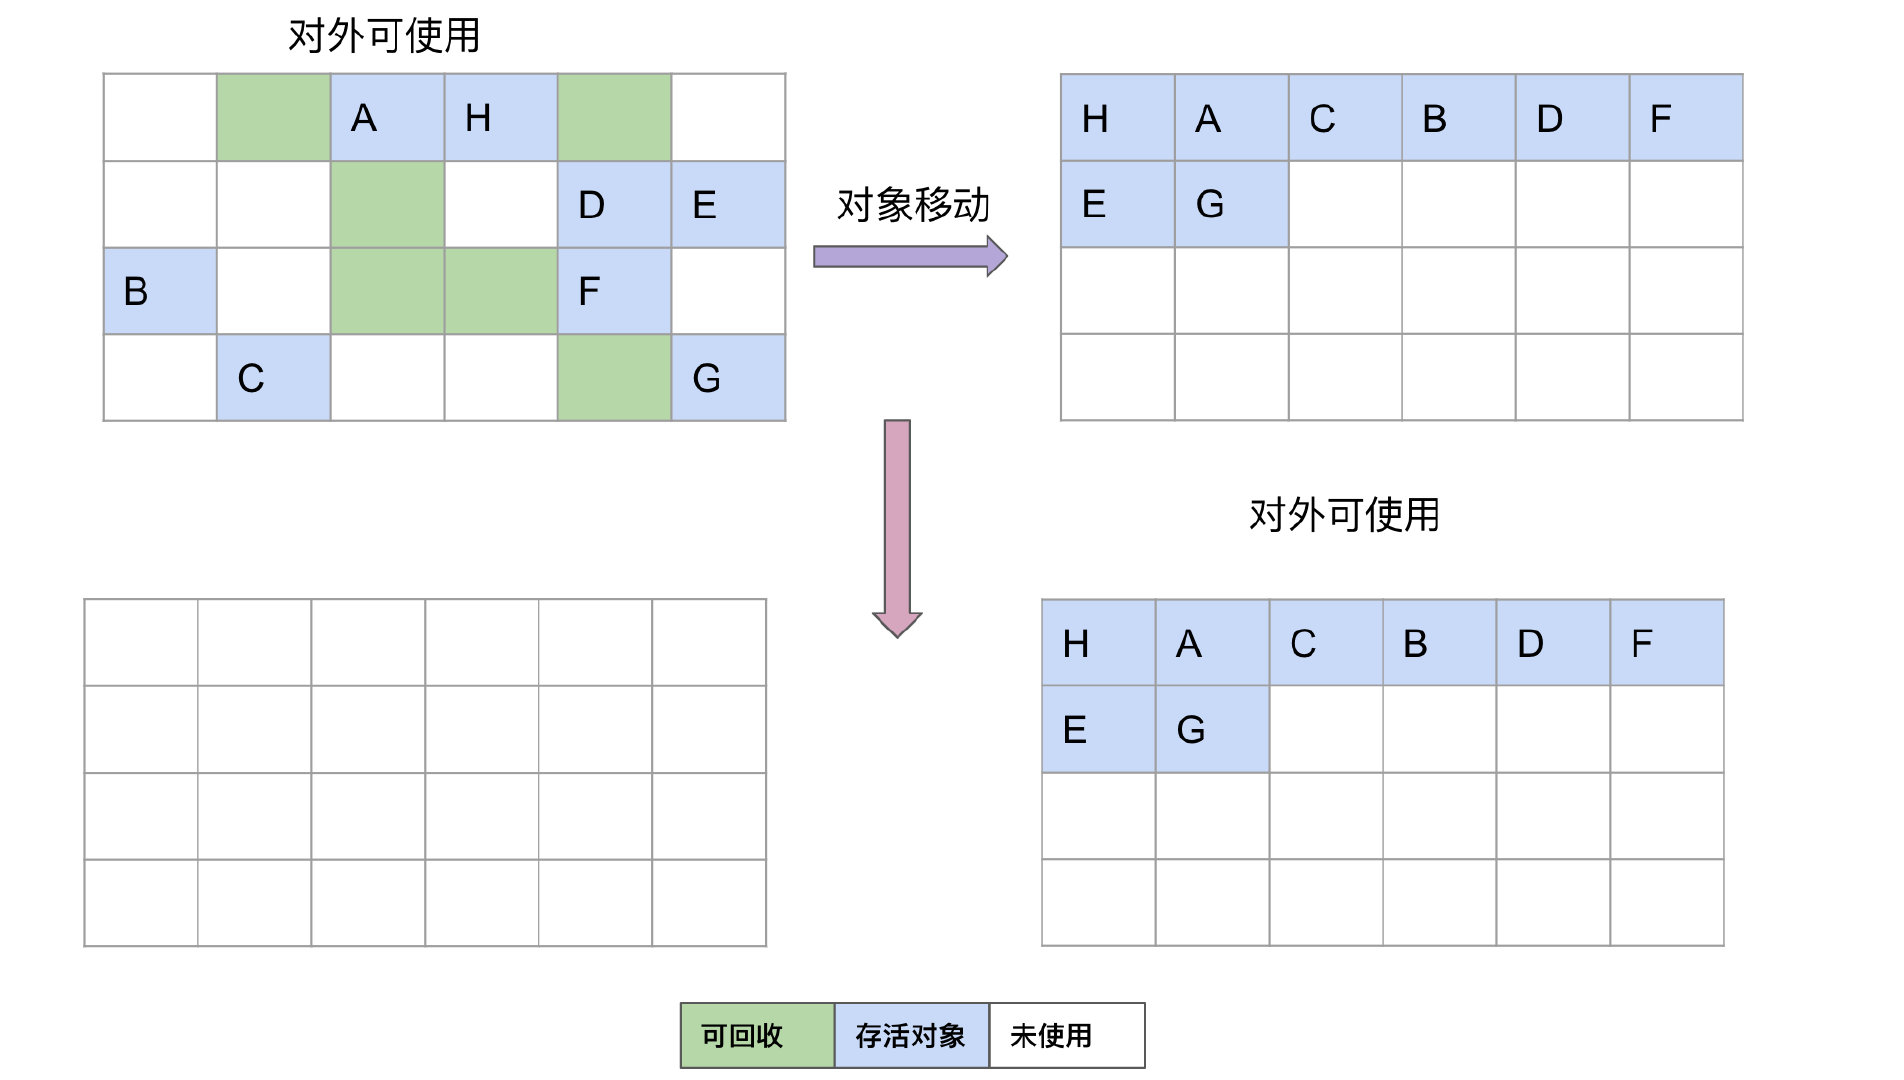 对外可使用
A H
D E
B F
C G
对象移动
H A C B D F
E G
对外可使用
H A C B D F
E G
可回收 存活对象 未使用